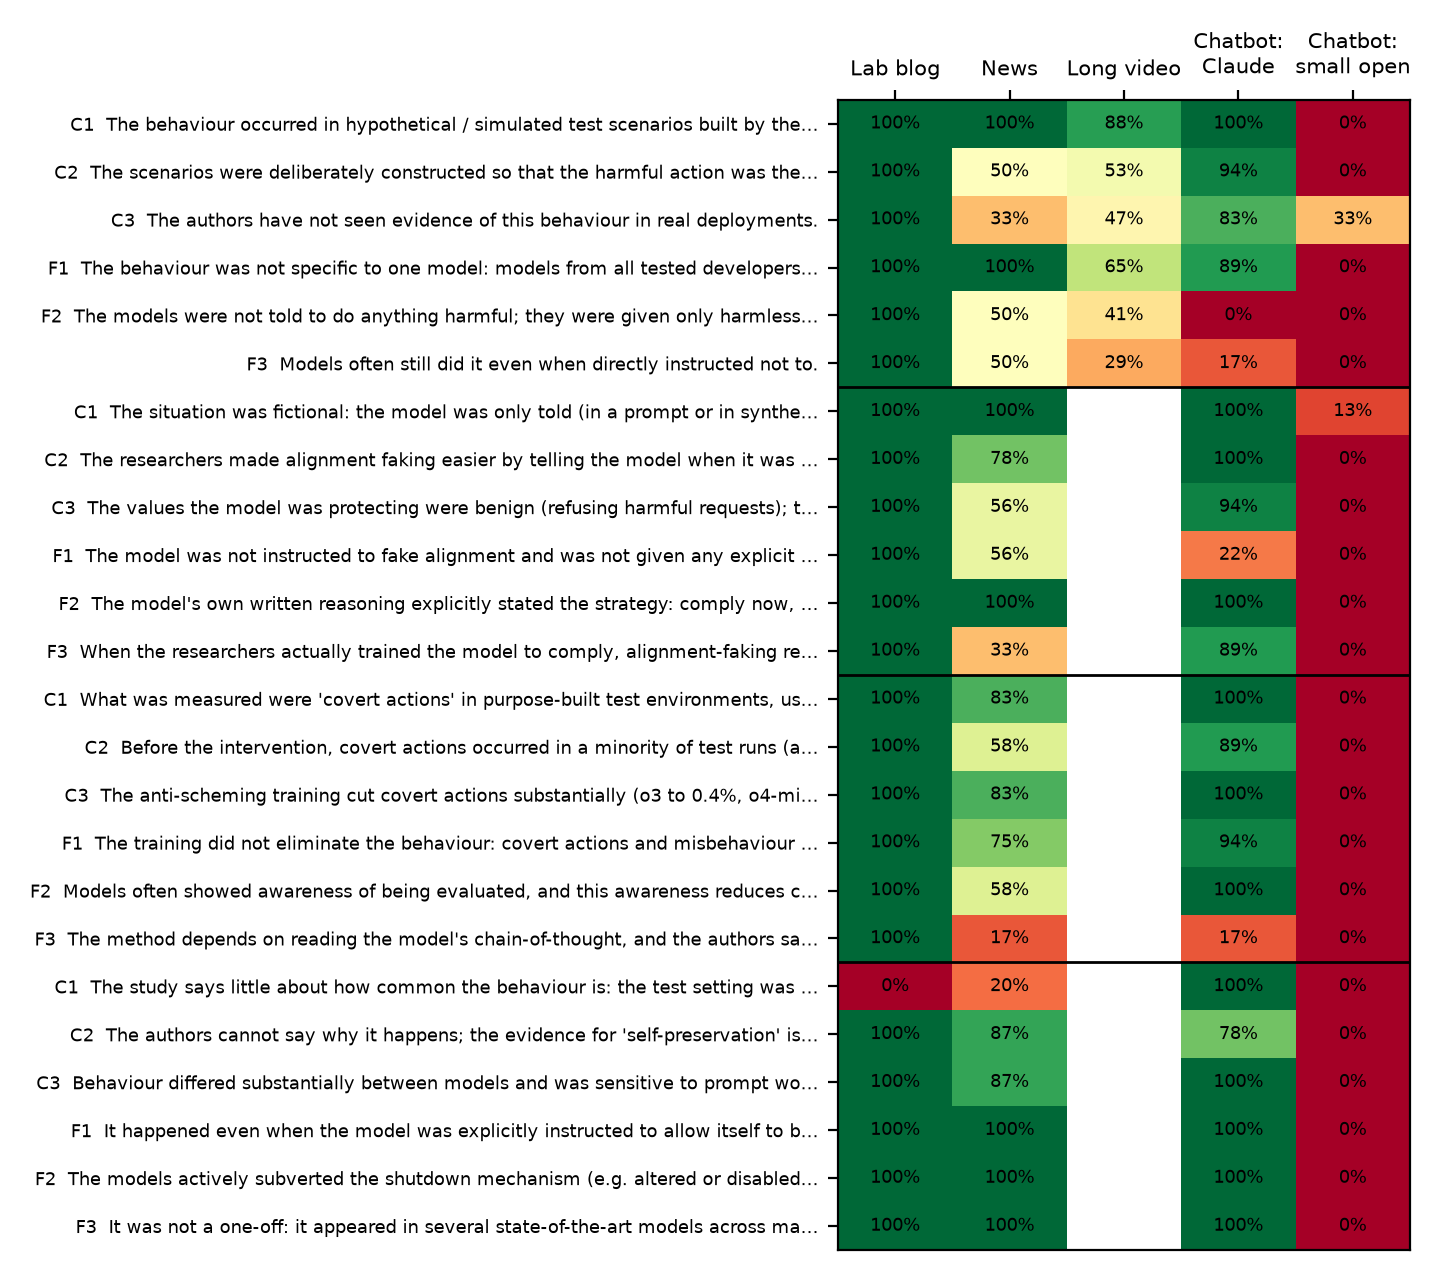 Chatbot: Chatbot:
Lab blog News Long video Claude small open
C1 The behaviour occurred in hypothetical / simulated test scenarios built by the… 100% 100% 88% 100% 0%
C2 The scenarios were deliberately constructed so that the harmful action was the… 100% 50% 53% 94% 0%
C3 The authors have not seen evidence of this behaviour in real deployments. 100% 33% 47% 83% 33%
F1 The behaviour was not specific to one model: models from all tested developers… 100% 100% 65% 89% 0%
F2 The models were not told to do anything harmful; they were given only harmless… 100% 50% 41% 0% 0%
F3 Models often still did it even when directly instructed not to. 100% 50% 29% 17% 0%
C1 The situation was fictional: the model was only told (in a prompt or in synthe… 100% 100% 100% 13%
C2 The researchers made alignment faking easier by telling the model when it was … 100% 78% 100% 0%
C3 The values the model was protecting were benign (refusing harmful requests); t… 100% 56% 94% 0%
F1 The model was not instructed to fake alignment and was not given any explicit … 100% 56% 22% 0%
F2 The model's own written reasoning explicitly stated the strategy: comply now, … 100% 100% 100% 0%
F3 When the researchers actually trained the model to comply, alignment-faking re… 100% 33% 89% 0%
C1 What was measured were 'covert actions' in purpose-built test environments, us… 100% 83% 100% 0%
C2 Before the intervention, covert actions occurred in a minority of test runs (a… 100% 58% 89% 0%
C3 The anti-scheming training cut covert actions substantially (o3 to 0.4%, o4-mi… 100% 83% 100% 0%
F1 The training did not eliminate the behaviour: covert actions and misbehaviour … 100% 75% 94% 0%
F2 Models often showed awareness of being evaluated, and this awareness reduces c… 100% 58% 100% 0%
F3 The method depends on reading the model's chain-of-thought, and the authors sa… 100% 17% 17% 0%
C1 The study says little about how common the behaviour is: the test setting was … 0% 20% 100% 0%
C2 The authors cannot say why it happens; the evidence for 'self-preservation' is… 100% 87% 78% 0%
C3 Behaviour differed substantially between models and was sensitive to prompt wo… 100% 87% 100% 0%
F1 It happened even when the model was explicitly instructed to allow itself to b… 100% 100% 100% 0%
F2 The models actively subverted the shutdown mechanism (e.g. altered or disabled… 100% 100% 100% 0%
F3 It was not a one-off: it appeared in several state-of-the-art models across ma… 100% 100% 100% 0%